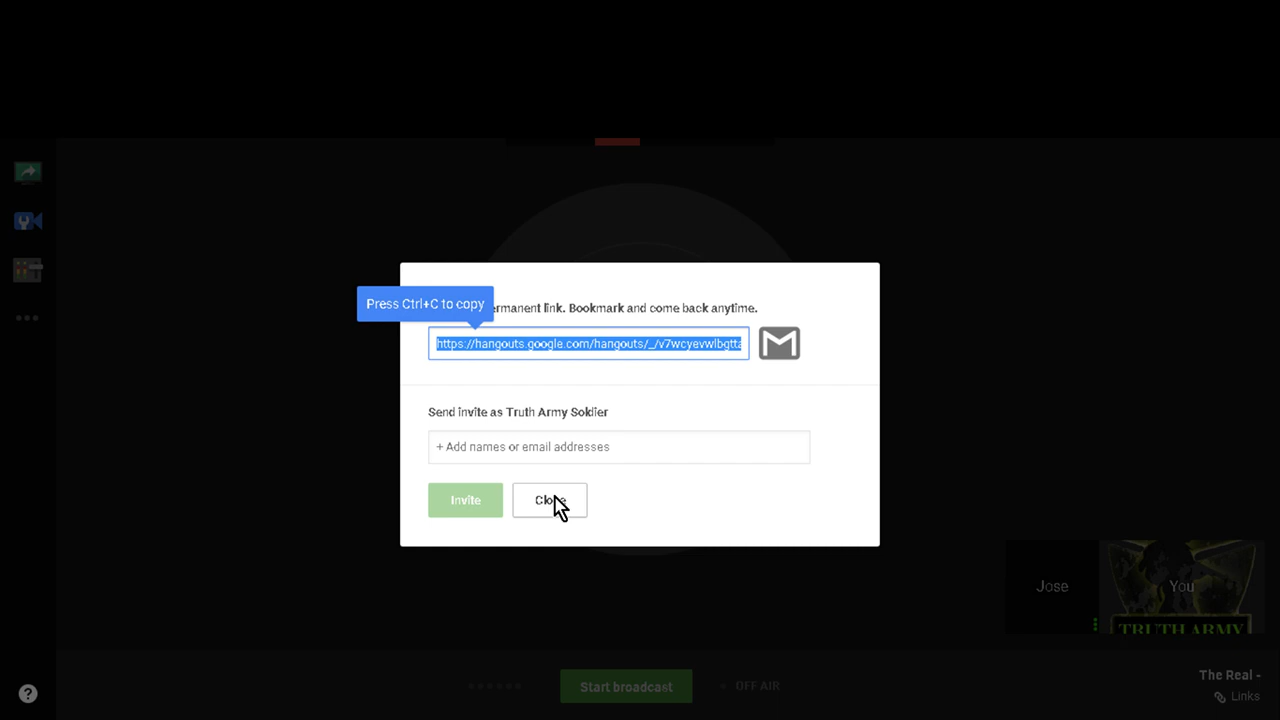 Press Ctrl+C to copy
ermanent link. Bookmark and come back anytime.
https://hangouts.google.com/hangouts/_/v7wcyevwlbgtta
Send invite as Truth Army Soldier
+ Add names or email addresses
Invite
Close
Jose
You
TRUTH ARMY
Start broadcast
OFF AIR
The Real -
Links